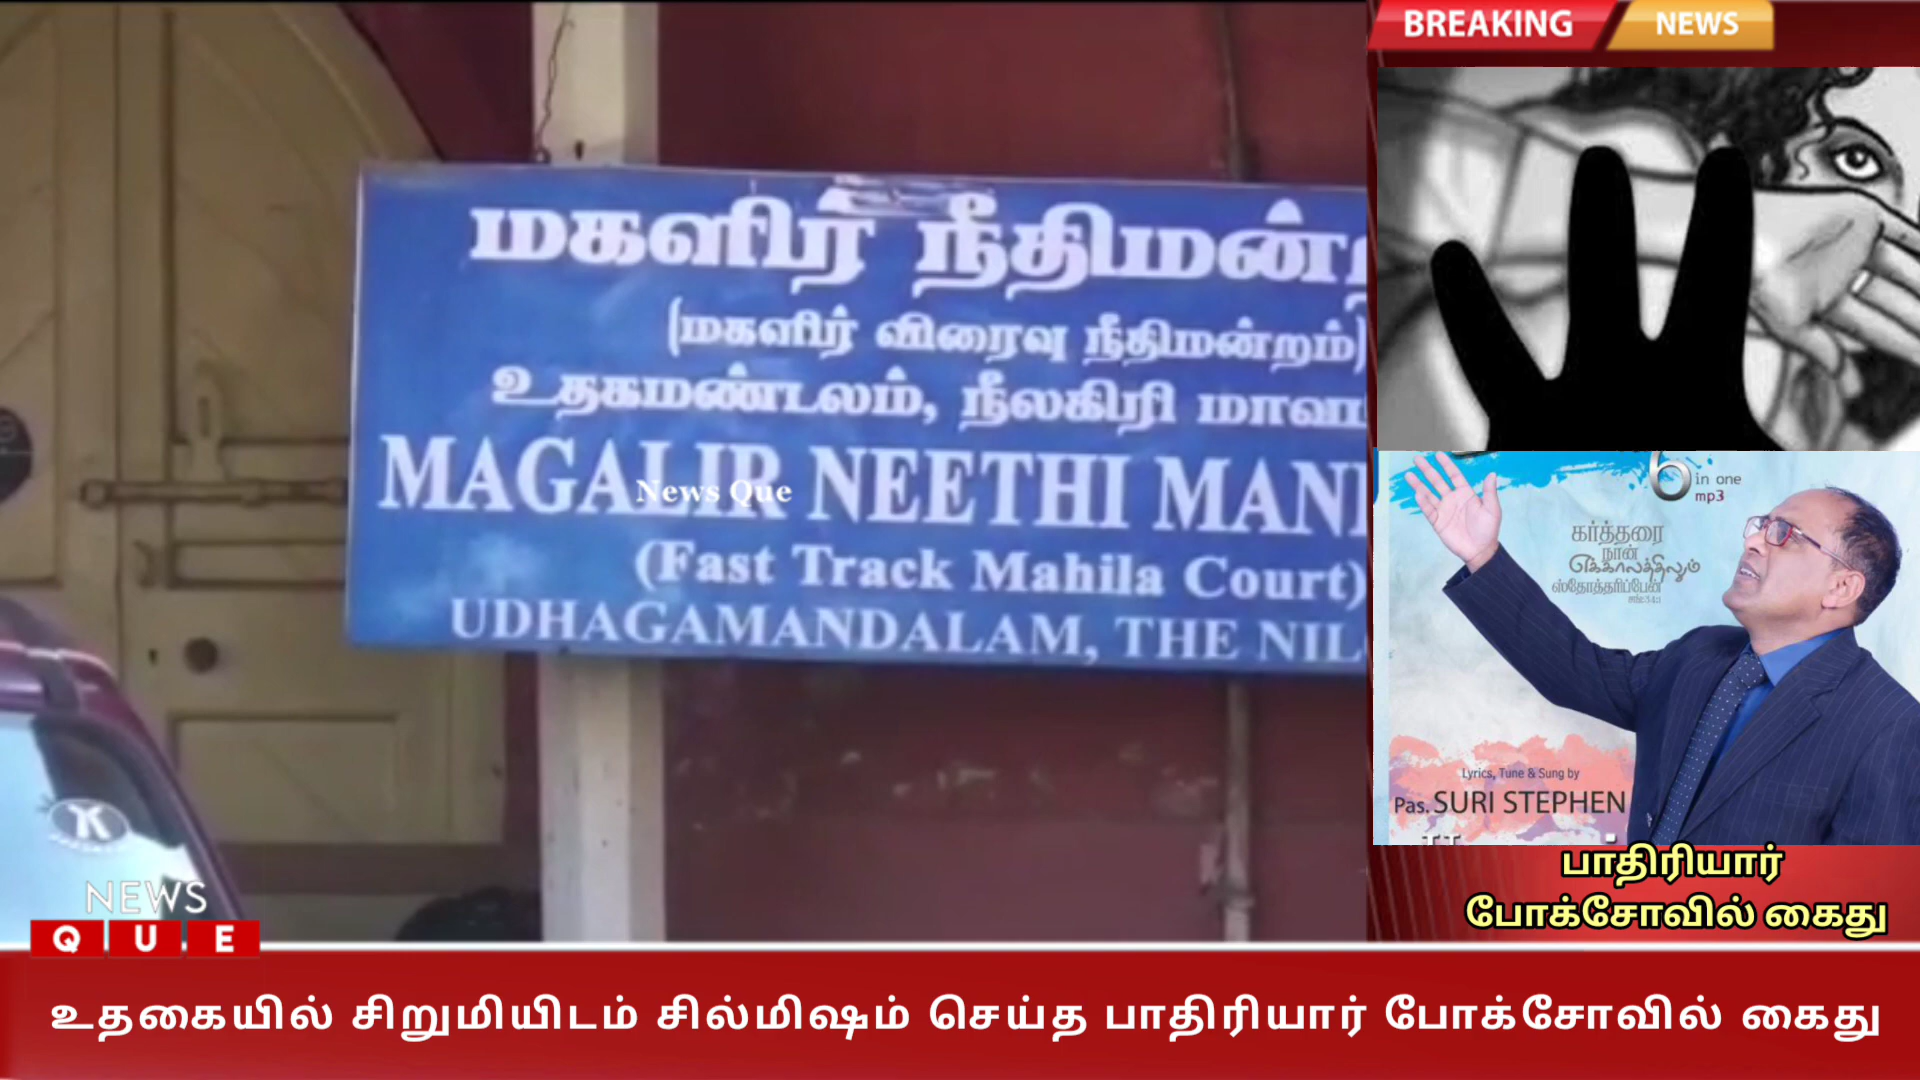 BREAKING NEWS
மகளிர் நீதிமன்ற
(மகளிர் விரைவு நீதிமன்றம்)
உதகமண்டலம், நீலகிரி மாவ
MAGALIR NEETHI MAN
News Que
(Fast Track Mahila Court)
UDHAGAMANDALAM, THE NIL
6 in one
mp3
கர்த்தரை
நான்
எக்காலத்திலும்
ஸ்தோத்தரிப்பேன்
Lyrics, Tune & Sung by
Pas. SURI STEPHEN
பாதிரியார்
போக்சோவில் கைது
NEWS
QUE
உதகையில் சிறுமியிடம் சில்மிஷம் செய்த பாதிரியார் போக்சோவில் கைது